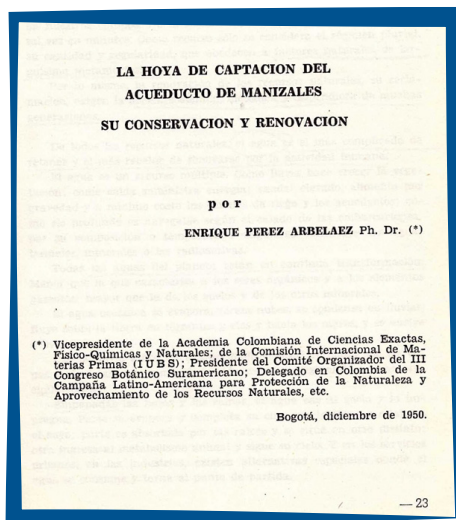 LA HOYA DE CAPTACION DEL
ACUEDUCTO DE MANIZALES
SU CONSERVACION Y RENOVACION
por
ENRIQUE PEREZ ARBELAEZ Ph. Dr. (*)
(*) Vicepresidente de la Academia Colombiana de Ciencias Exactas,
Físico-Químicas y Naturales; de la Comisión Internacional de Ma-
terias Primas (I U B S); Presidente del Comité Organizador del III
Congreso Botánico Suramericano; Delegado en Colombia de la
Campaña Latino-Americana para Protección de la Naturaleza y
Aprovechamiento de los Recursos Naturales, etc.
Bogotá, diciembre de 1950.
— 23